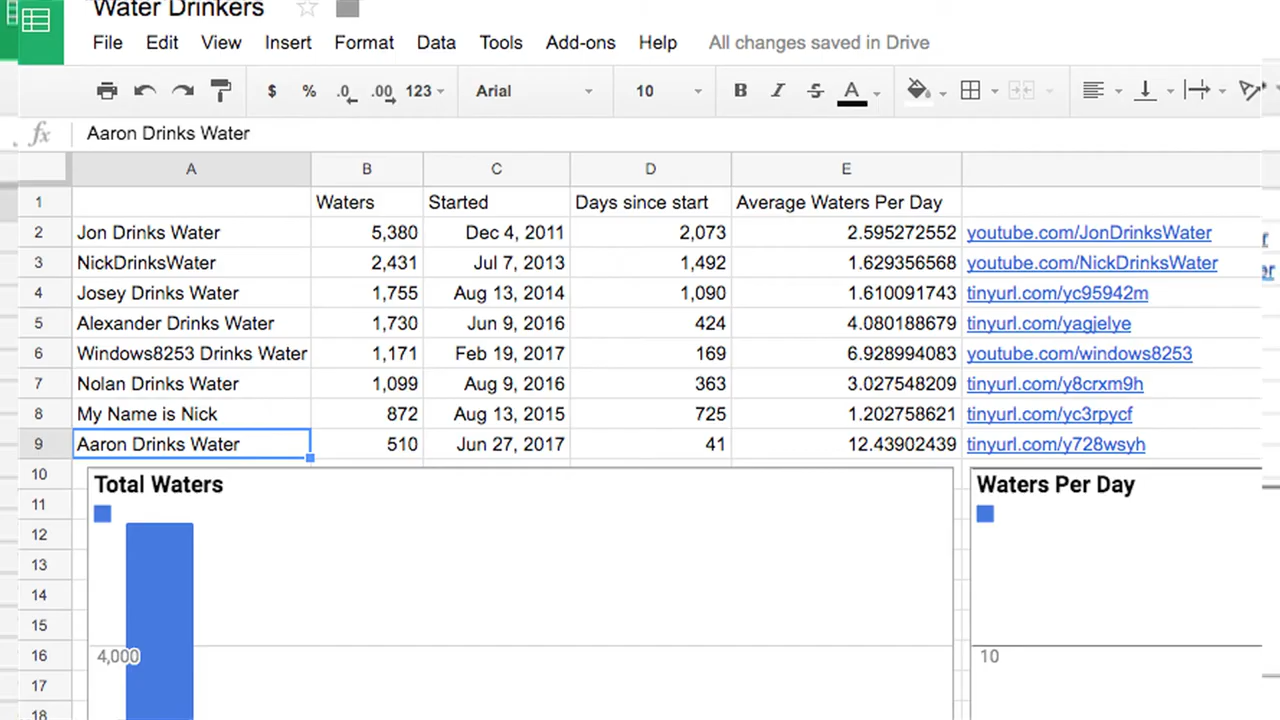 Water Drinkers
File Edit View Insert Format Data Tools Add-ons Help All changes saved in Drive
$ % .0 .00 123 Arial 10 B I S A
fx Aaron Drinks Water
A B C D E
1 Waters Started Days since start Average Waters Per Day
2 Jon Drinks Water 5,380 Dec 4, 2011 2,073 2.595272552 youtube.com/JonDrinksWater
3 NickDrinksWater 2,431 Jul 7, 2013 1,492 1.629356568 youtube.com/NickDrinksWater
4 Josey Drinks Water 1,755 Aug 13, 2014 1,090 1.610091743 tinyurl.com/yc95942m
5 Alexander Drinks Water 1,730 Jun 9, 2016 424 4.080188679 tinyurl.com/yagjelye
6 Windows8253 Drinks Water 1,171 Feb 19, 2017 169 6.928994083 youtube.com/windows8253
7 Nolan Drinks Water 1,099 Aug 9, 2016 363 3.027548209 tinyurl.com/y8crxm9h
8 My Name is Nick 872 Aug 13, 2015 725 1.202758621 tinyurl.com/yc3rpycf
9 Aaron Drinks Water 510 Jun 27, 2017 41 12.43902439 tinyurl.com/y728wsyh
10 Total Waters Waters Per Day
11
12
13
14
15
16 4,000 10
17
18